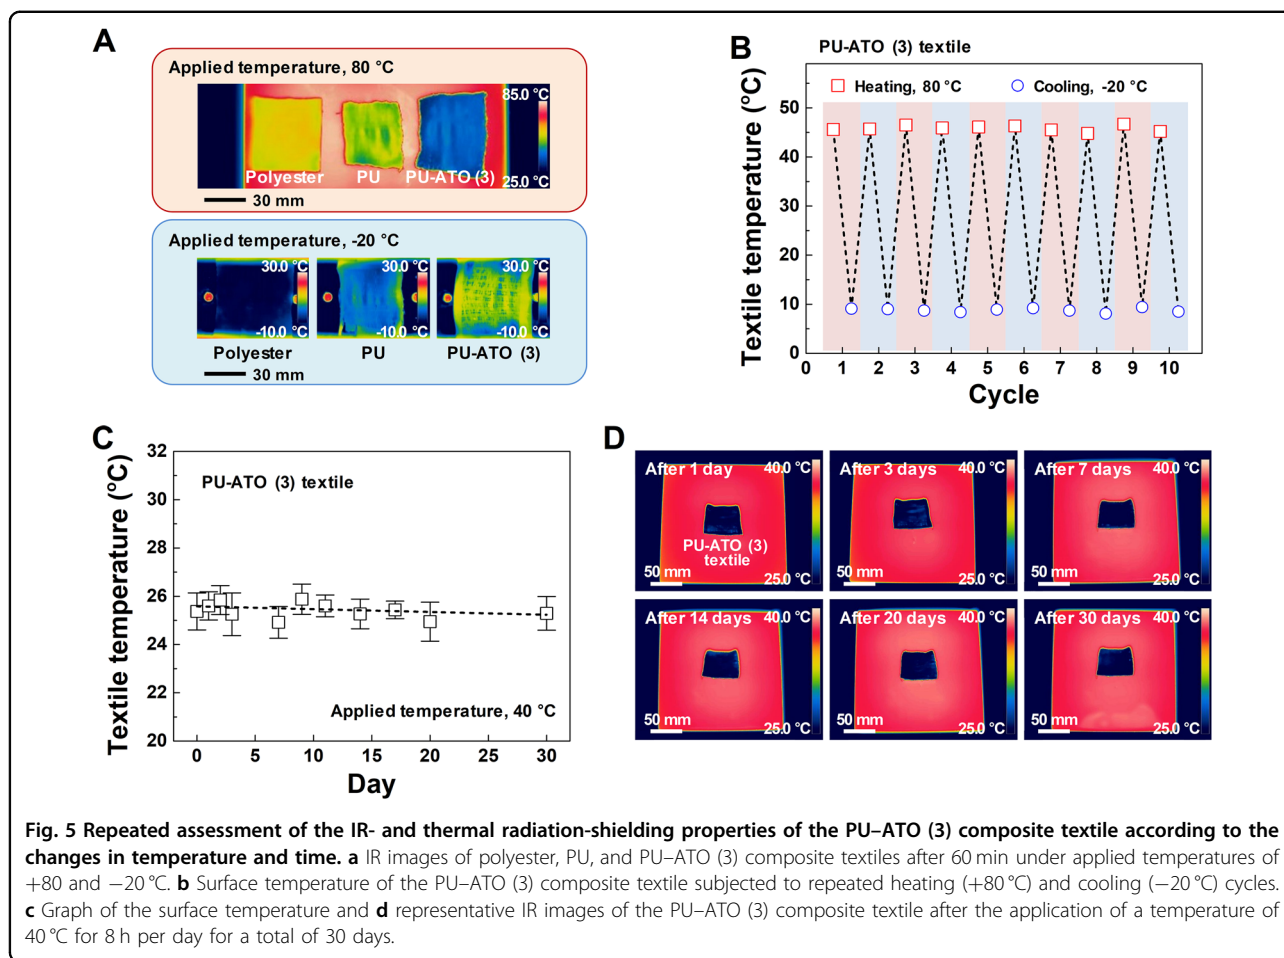 A
Applied temperature, 80 °C
85.0 °C
Polyester PU PU-ATO (3)
25.0 °C
30 mm
Applied temperature, -20 °C
30.0 °C 30.0 °C 30.0 °C
-10.0 °C -10.0 °C -10.0 °C
Polyester PU PU-ATO (3)
30 mm
B
PU-ATO (3) textile
Heating, 80 °C Cooling, -20 °C
Textile temperature (ºC)
50
40
30
20
10
0
0 1 2 3 4 5 6 7 8 9 10
Cycle
C
PU-ATO (3) textile
Textile temperature (ºC)
32
30
28
26
24
22
20
Applied temperature, 40 °C
0 5 10 15 20 25 30
Day
D
After 1 day 40.0 °C
PU-ATO (3)
textile
50 mm 25.0 °C
After 3 days 40.0 °C
50 mm 25.0 °C
After 7 days 40.0 °C
50 mm 25.0 °C
After 14 days 40.0 °C
50 mm 25.0 °C
After 20 days 40.0 °C
50 mm 25.0 °C
After 30 days 40.0 °C
50 mm 25.0 °C
Fig. 5 Repeated assessment of the IR- and thermal radiation-shielding properties of the PU–ATO (3) composite textile according to the
changes in temperature and time. a IR images of polyester, PU, and PU–ATO (3) composite textiles after 60 min under applied temperatures of
+80 and −20 °C. b Surface temperature of the PU–ATO (3) composite textile subjected to repeated heating (+80 °C) and cooling (−20 °C) cycles.
c Graph of the surface temperature and d representative IR images of the PU–ATO (3) composite textile after the application of a temperature of
40 °C for 8 h per day for a total of 30 days.